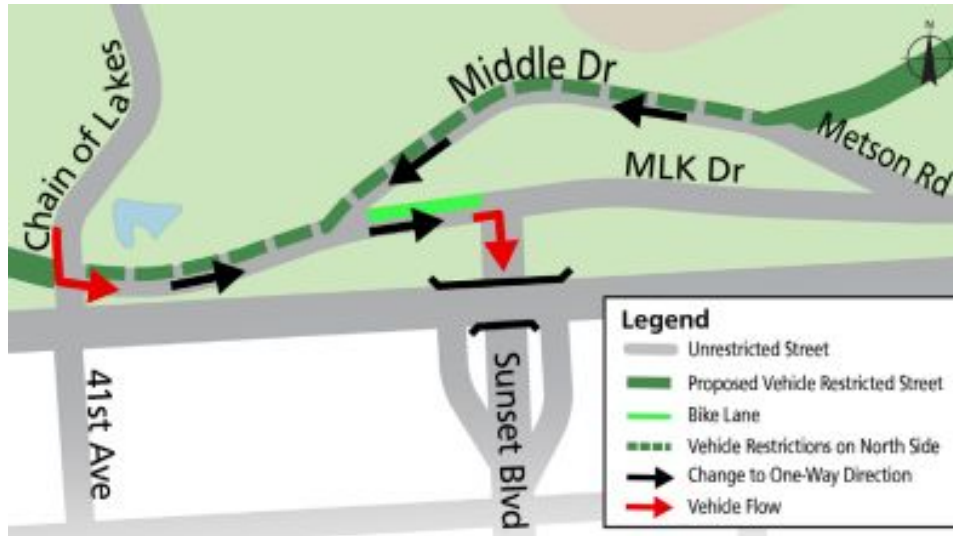 Chain of Lakes
Middle Dr
N
Metson Rd
MLK Dr
41st Ave
Sunset Blvd
Legend
Unrestricted Street
Proposed Vehicle Restricted Street
Bike Lane
Vehicle Restrictions on North Side
Change to One-Way Direction
Vehicle Flow